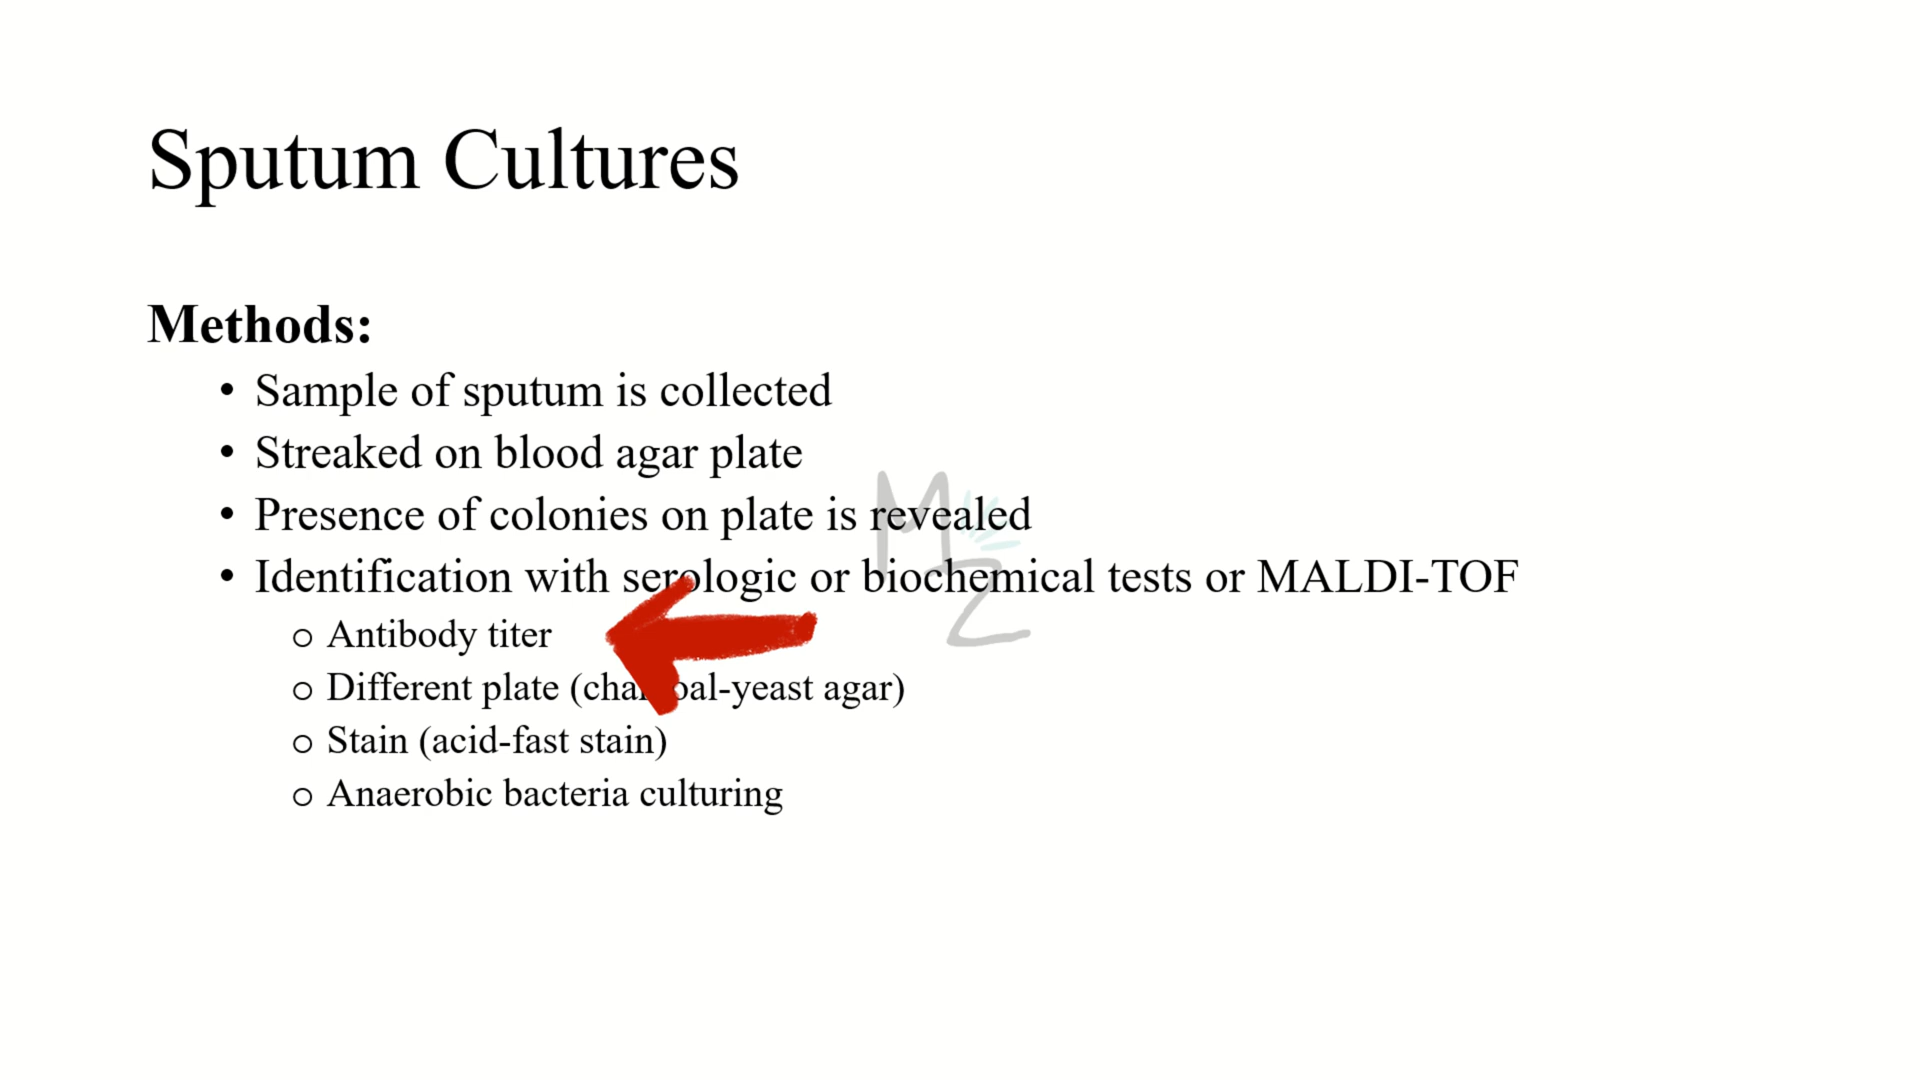 Sputum Cultures
Methods:
• Sample of sputum is collected
• Streaked on blood agar plate
• Presence of colonies on plate is revealed
• Identification with serologic or biochemical tests or MALDI-TOF
o Antibody titer
o Different plate (charcoal-yeast agar)
o Stain (acid-fast stain)
o Anaerobic bacteria culturing
MZ